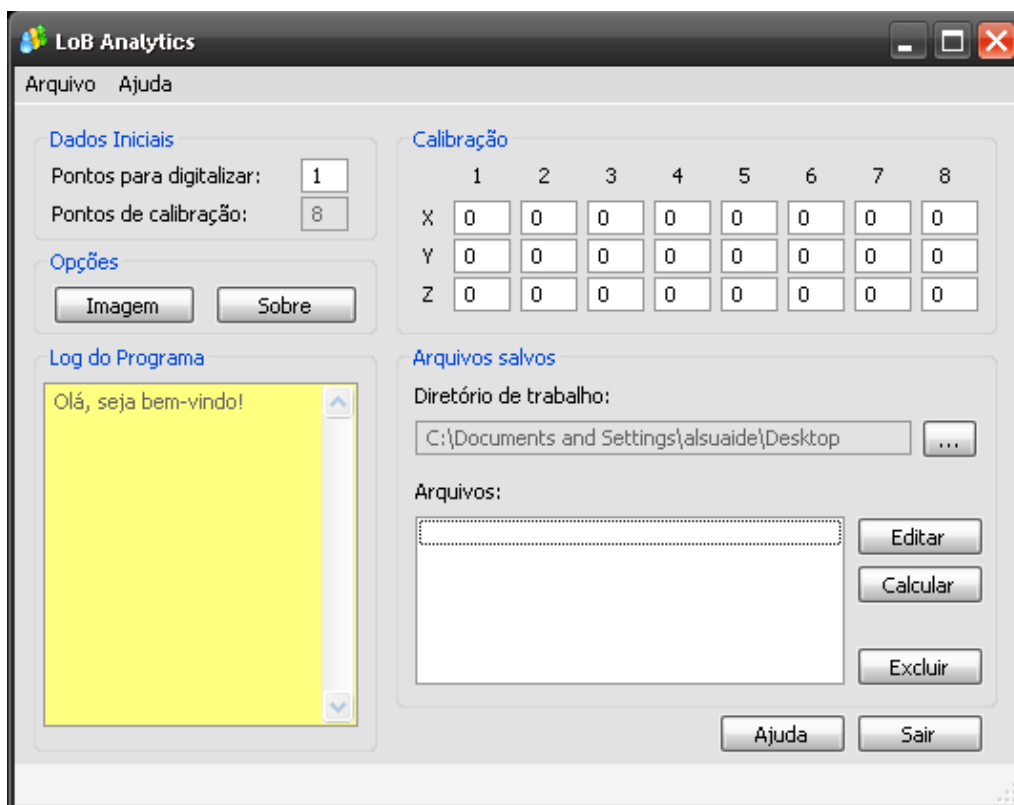 LoB Analytics
Arquivo Ajuda
Dados Iniciais
Pontos para digitalizar: 1
Pontos de calibração: 8
Opções
Imagem Sobre
Log do Programa
Olá, seja bem-vindo!
Calibração
1 2 3 4 5 6 7 8
X 0 0 0 0 0 0 0 0
Y 0 0 0 0 0 0 0 0
Z 0 0 0 0 0 0 0 0
Arquivos salvos
Diretório de trabalho:
C:\Documents and Settings\alsuaide\Desktop ...
Arquivos:
Editar
Calcular
Excluir
Ajuda Sair